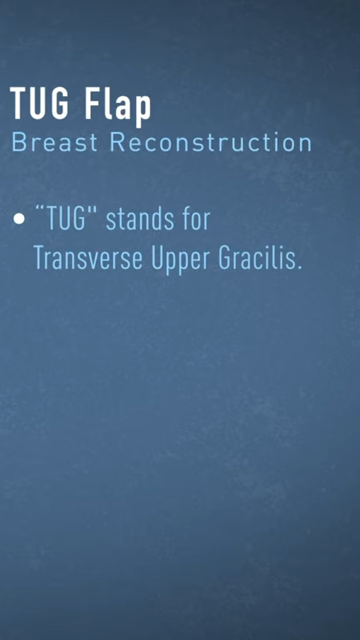 TUG Flap
Breast Reconstruction
• “TUG" stands for
Transverse Upper Gracilis.